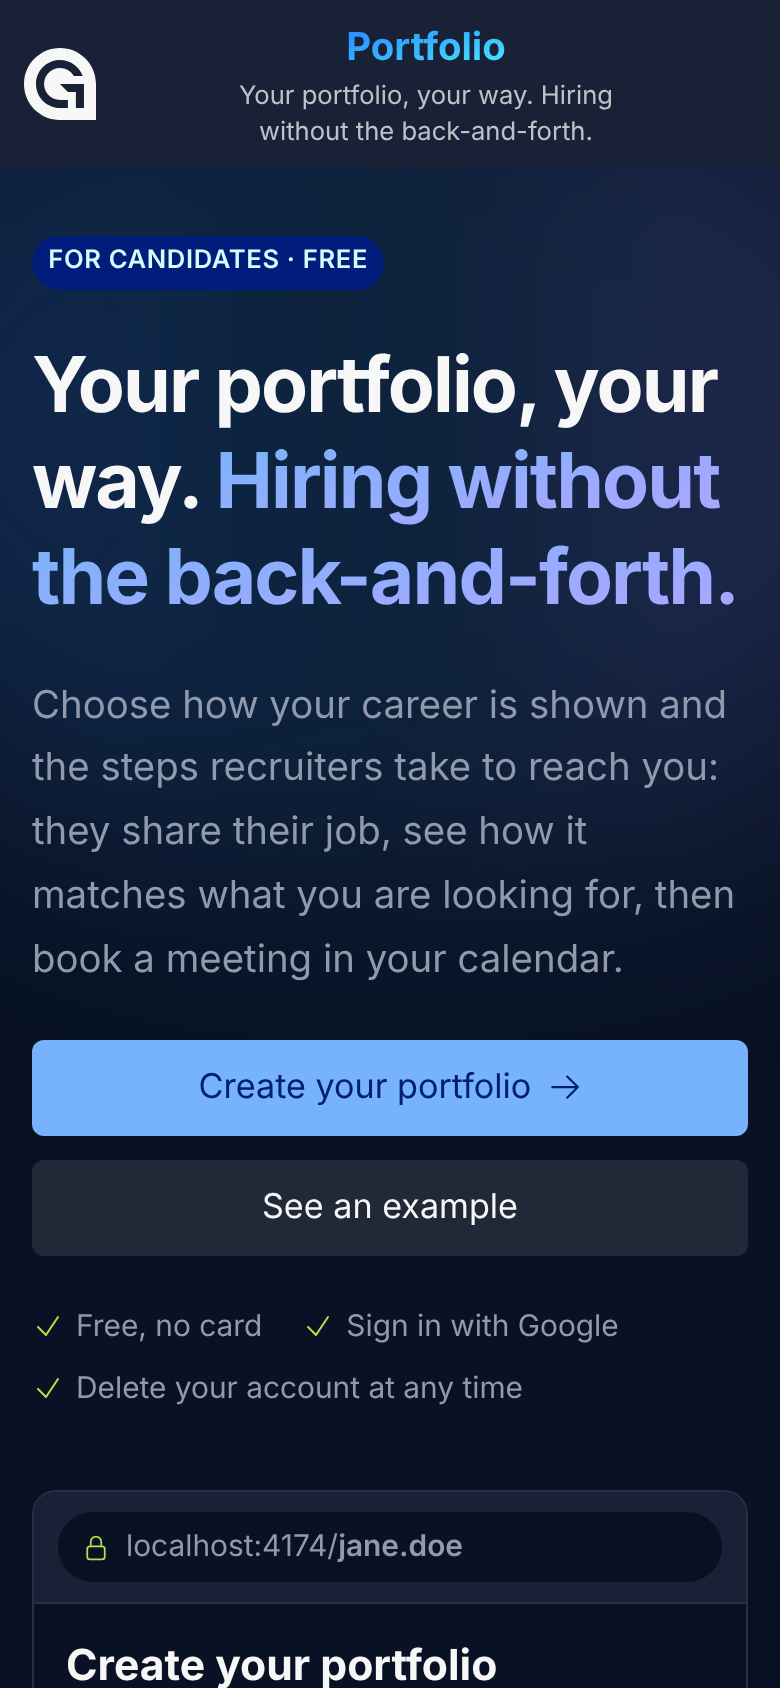 Portfolio
Your portfolio, your way. Hiring
without the back-and-forth.
FOR CANDIDATES · FREE
Your portfolio, your
way. Hiring without
the back-and-forth.
Choose how your career is shown and
the steps recruiters take to reach you:
they share their job, see how it
matches what you are looking for, then
book a meeting in your calendar.
Create your portfolio →
See an example
Free, no card
Sign in with Google
Delete your account at any time
localhost:4174/jane.doe
Create your portfolio